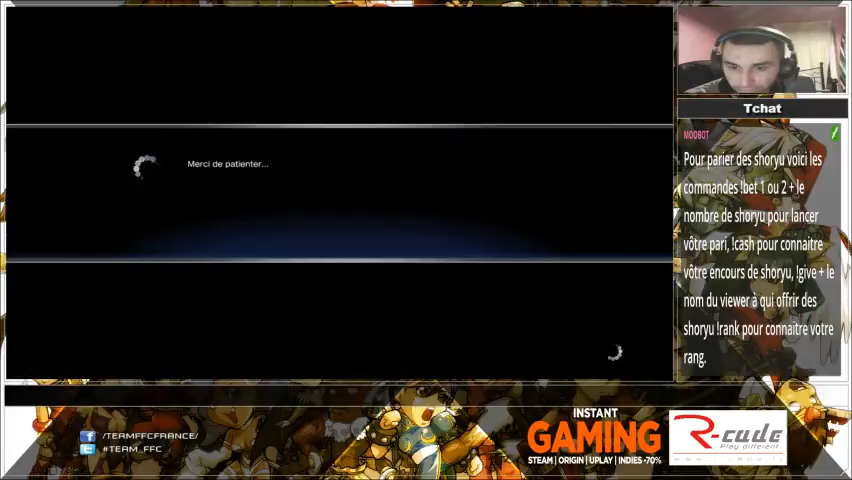 Merci de patienter...
Tchat
MODBOT
Pour parier des shoryu voici les
commandes !bet 1 ou 2 + le
nombre de shoryu pour lancer
vôtre pari, !cash pour connaitre
vôtre encours de shoryu, !give + le
nom du viewer à qui offrir des
shoryu !rank pour connaitre votre
rang.
/TEAMFFCFRANCE/
#TEAM_FFC
INSTANT
GAMING
STEAM | ORIGIN | UPLAY | INDIES -70%
R-cade
Play different